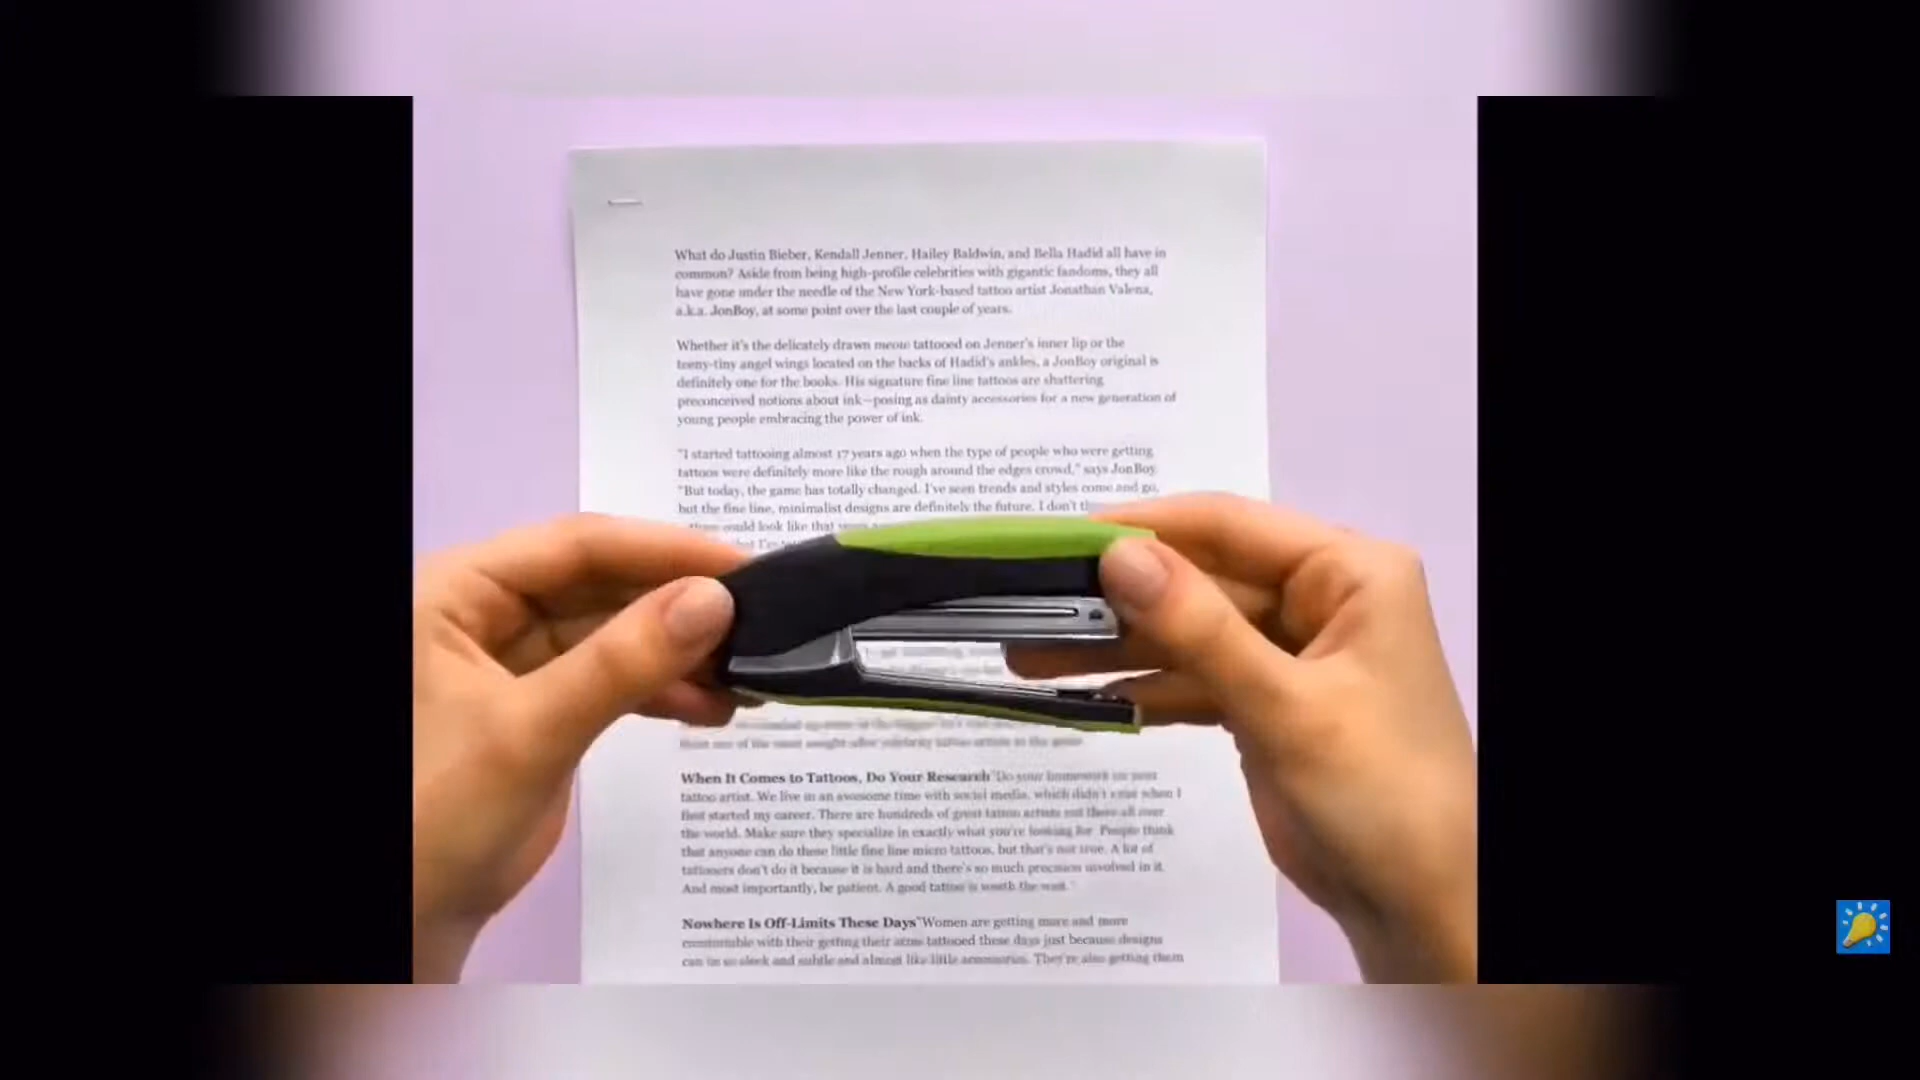 What do Justin Bieber, Kendall Jenner, Hailey Baldwin, and Bella Hadid all have in
common? Aside from being high-profile celebrities with gigantic fandoms, they all
have gone under the needle of the New York-based tattoo artist Jonathan Valena,
a.k.a. JonBoy, at some point over the last couple of years.
Whether it's the delicately drawn meow tattooed on Jenner's inner lip or the
teeny-tiny angel wings located on the backs of Hadid's ankles, a JonBoy original is
definitely one for the books. His signature fine line tattoos are shattering
preconceived notions about ink—posing as dainty accessories for a new generation of
young people embracing the power of ink.
"I started tattooing almost 17 years ago when the type of people who were getting
tattoos were definitely more like the rough around the edges crowd," says JonBoy.
"But today, the game has totally changed. I've seen trends and styles come and go,
but the fine line, minimalist designs are definitely the future. I don't
could look like that
most sought-after celebrity tattoo artists in the game.
When It Comes to Tattoos, Do Your Research "Do your homework on your
tattoo artist. We live in an awesome time with social media, which didn't exist when I
first started my career. There are hundreds of great tattoo artists out there all over
the world. Make sure they specialize in exactly what you're looking for. People think
that anyone can do these little fine line micro tattoos, but that's not true. A lot of
tattooers don't do it because it is hard and there's so much precision involved in it.
And most importantly, be patient. A good tattoo is worth the wait."
Nowhere Is Off-Limits These Days "Women are getting more and more
comfortable with their getting their arms tattooed these days just because designs
can be so sleek and subtle and almost like little accessories. They're also getting them